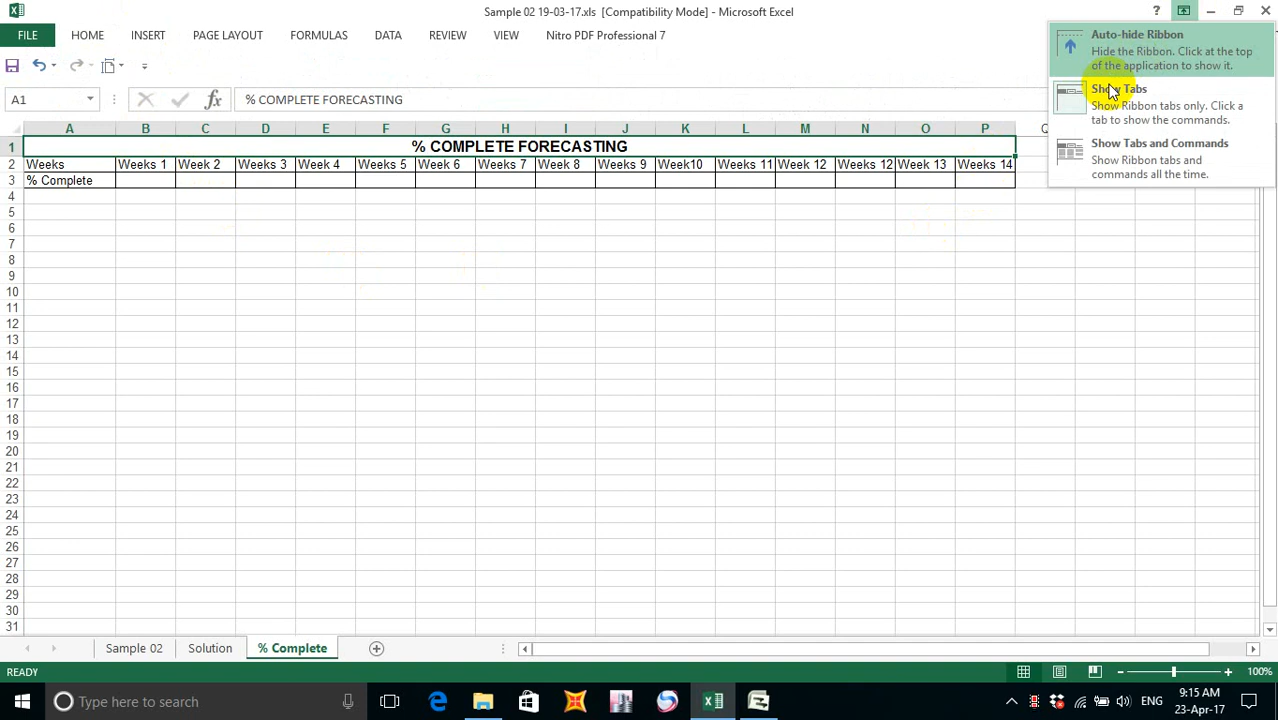 Sample 02 19-03-17.xls [Compatibility Mode] - Microsoft Excel
?
FILE HOME INSERT PAGE LAYOUT FORMULAS DATA REVIEW VIEW Nitro PDF Professional 7
Auto-hide Ribbon
Hide the Ribbon. Click at the top
of the application to show it.
Show Tabs
Show Ribbon tabs only. Click a
tab to show the commands.
Show Tabs and Commands
Show Ribbon tabs and
commands all the time.
A1 fx % COMPLETE FORECASTING
A B C D E F G H I J K L M N O P Q
1 % COMPLETE FORECASTING
2 Weeks Weeks 1 Week 2 Weeks 3 Week 4 Weeks 5 Week 6 Weeks 7 Week 8 Weeks 9 Week10 Weeks 11 Week 12 Weeks 12 Week 13 Weeks 14
3 % Complete
4
5
6
7
8
9
10
11
12
13
14
15
16
17
18
19
20
21
22
23
24
25
26
27
28
29
30
31
Sample 02 Solution % Complete
READY 100%
Type here to search
ENG
9:15 AM
23-Apr-17